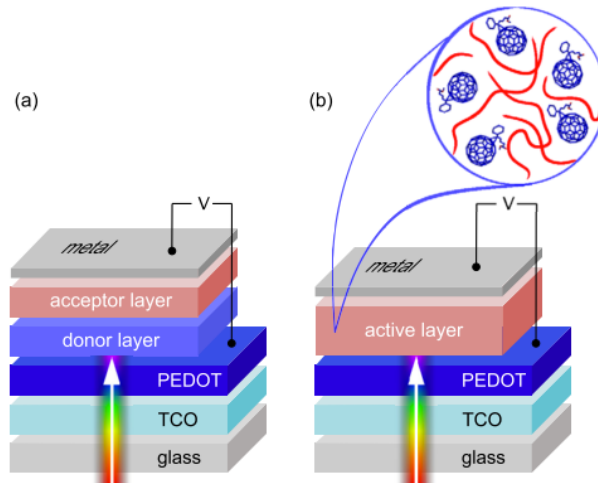 (a)
V
metal
acceptor layer
donor layer
PEDOT
TCO
glass
(b)
V
metal
active layer
PEDOT
TCO
glass